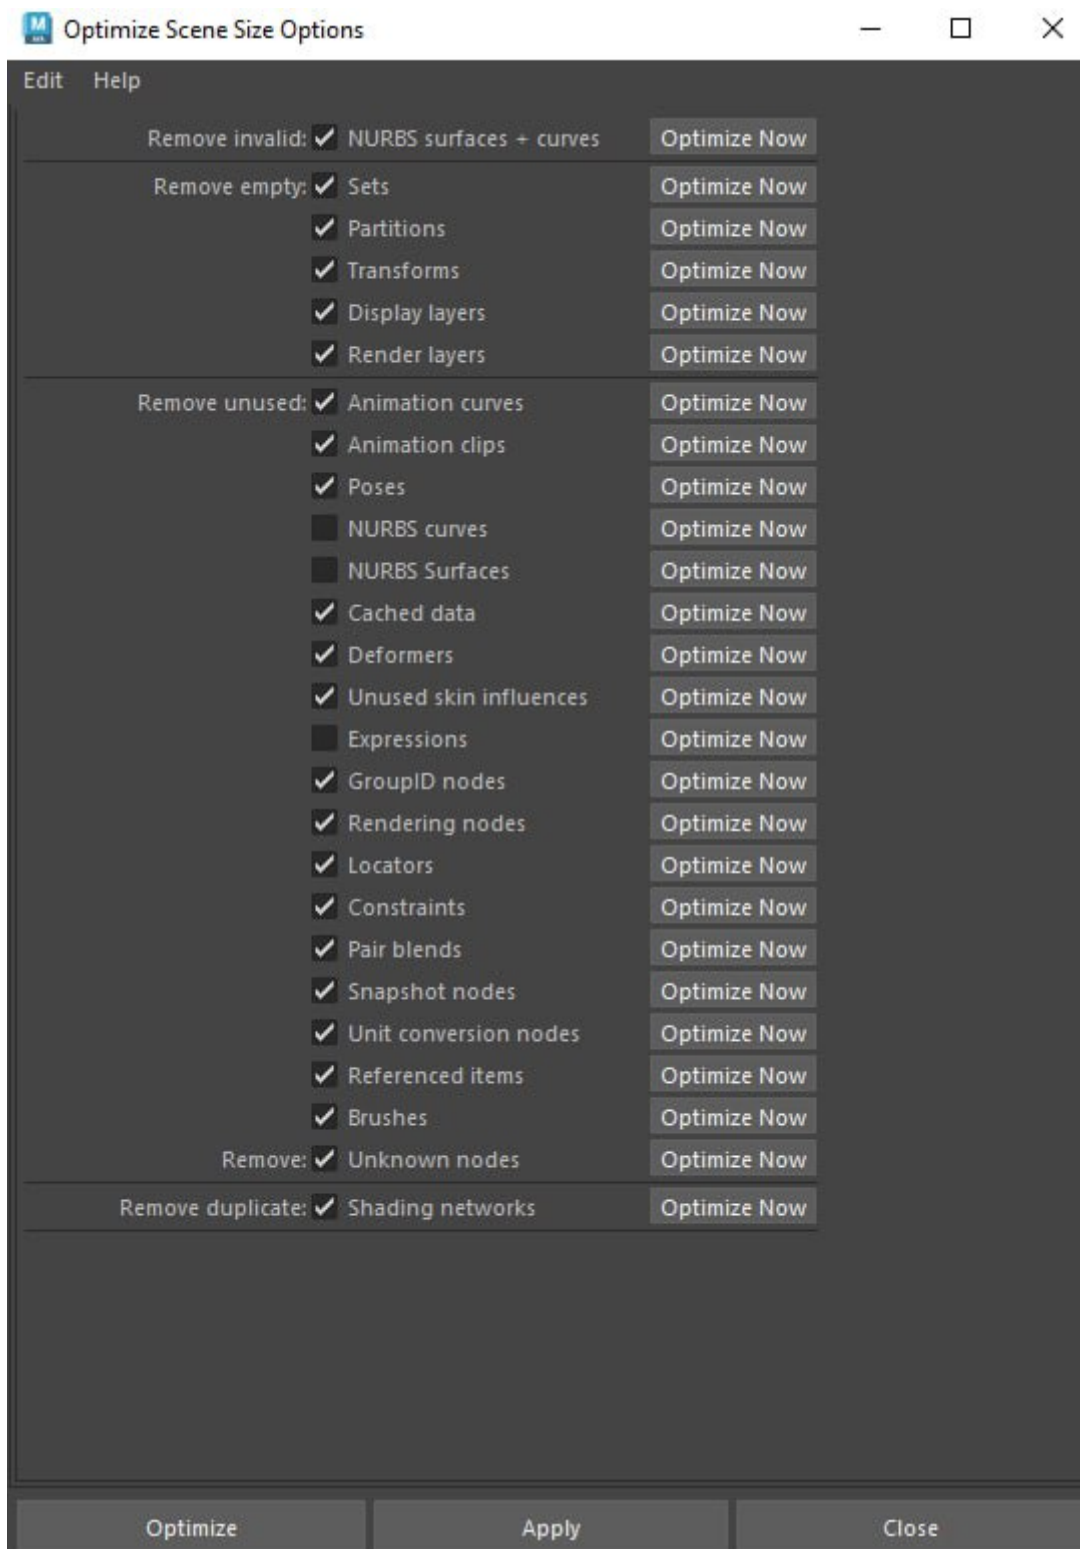 Optimize Scene Size Options
Edit Help
Remove invalid: NURBS surfaces + curves Optimize Now
Remove empty: Sets Optimize Now
Partitions Optimize Now
Transforms Optimize Now
Display layers Optimize Now
Render layers Optimize Now
Remove unused: Animation curves Optimize Now
Animation clips Optimize Now
Poses Optimize Now
NURBS curves Optimize Now
NURBS Surfaces Optimize Now
Cached data Optimize Now
Deformers Optimize Now
Unused skin influences Optimize Now
Expressions Optimize Now
GroupID nodes Optimize Now
Rendering nodes Optimize Now
Locators Optimize Now
Constraints Optimize Now
Pair blends Optimize Now
Snapshot nodes Optimize Now
Unit conversion nodes Optimize Now
Referenced items Optimize Now
Brushes Optimize Now
Remove: Unknown nodes Optimize Now
Remove duplicate: Shading networks Optimize Now
Optimize Apply Close